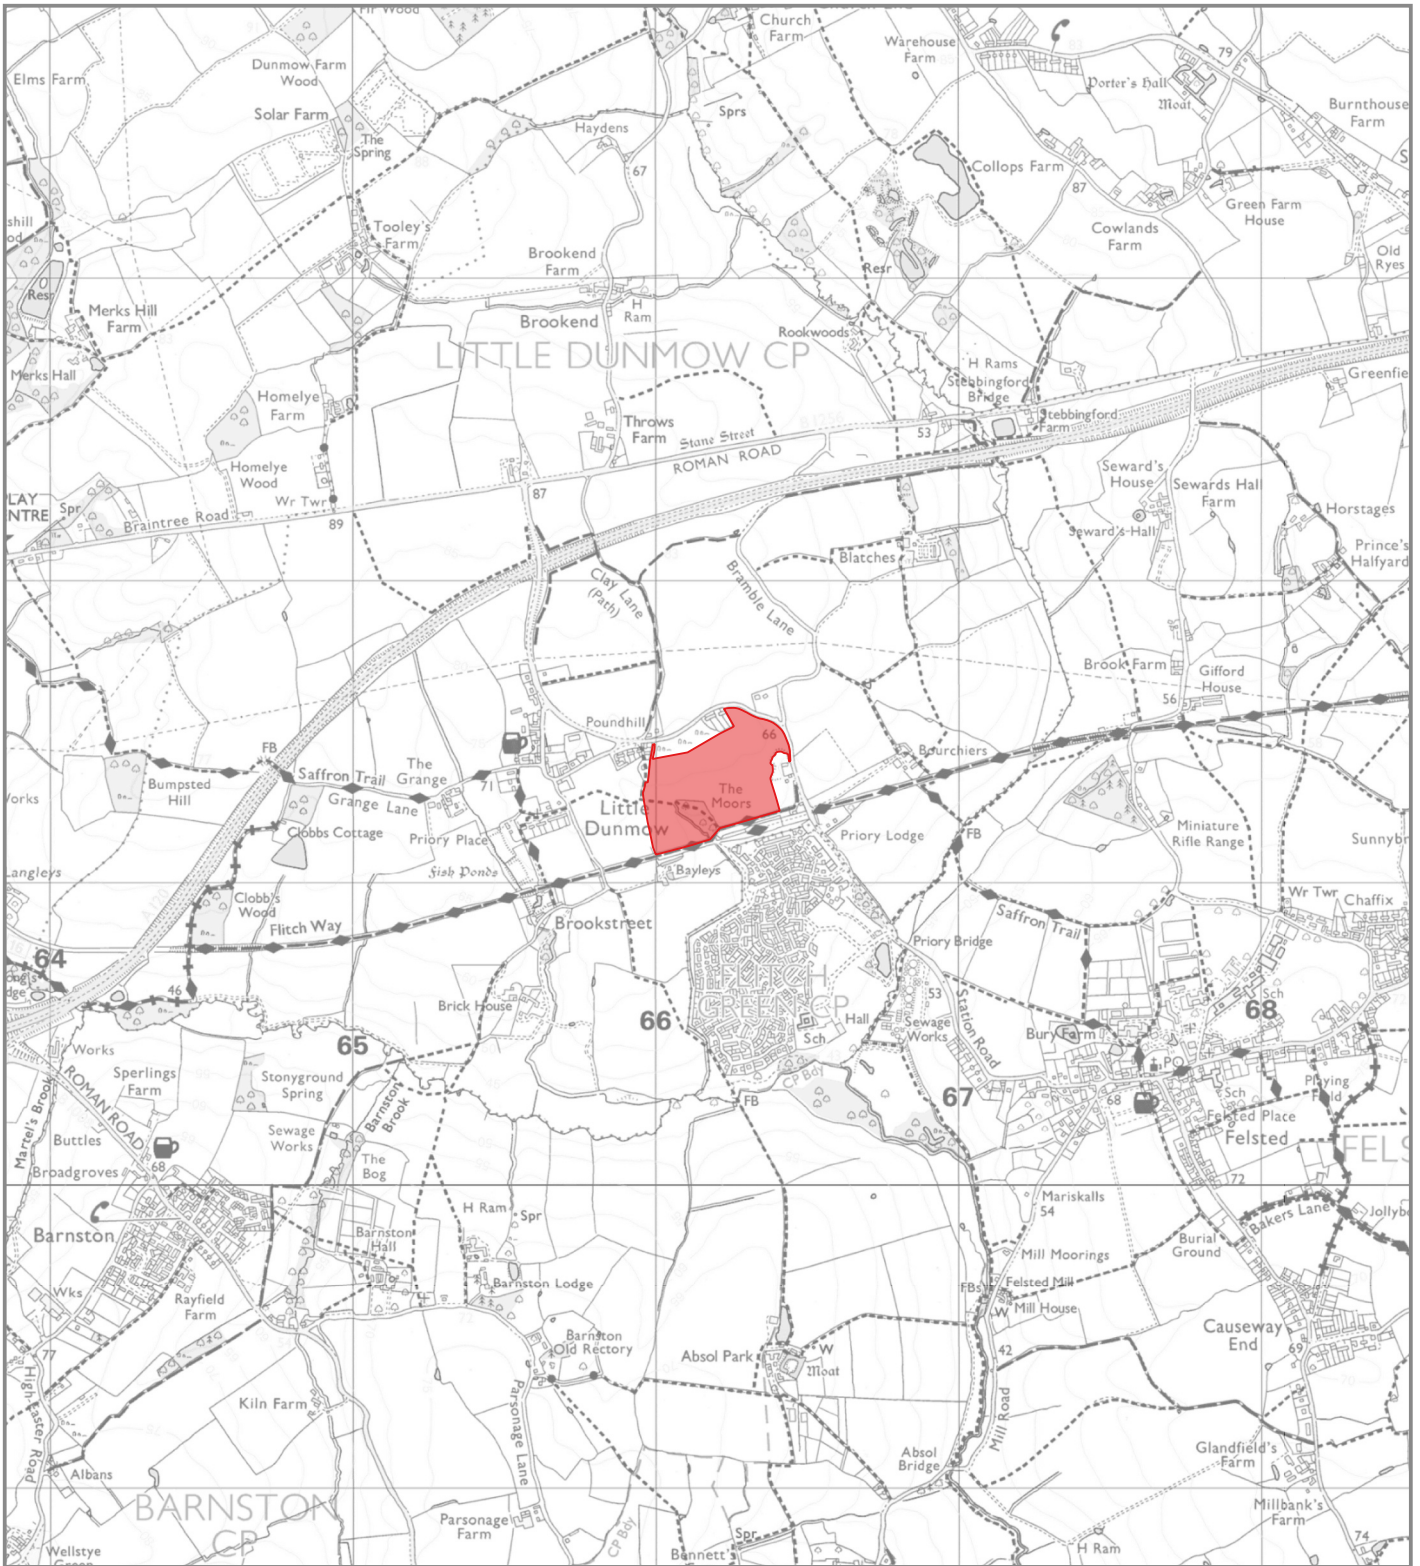 Church
Farm
Warehouse
Farm
79
Elms Farm
Dunmow Farm
Wood
Porter's Hall
Moat
Burnthouse
Farm
Solar Farm
The
Spring
Sprs
Haydens
67
Collops Farm
87
Green Farm
House
Tooley's
Farm
Cowlands
Farm
Brookend
Farm
Old
Ryes
Resr
Resr
Merks Hill
Farm
H
Ram
Brookend
Rookwoods
LITTLE DUNMOW CP
Merks Hall
H Rams
Stebbingford
Bridge
Homelye
Farm
Stebbingford
Farm
Throws
Farm
Stane Street
B 1256
53
ROMAN ROAD
Homelye
Wood
Seward's
House
Sewards Hall
Farm
Wr Twr
87
Spr
Braintree Road
89
Horstages
Seward's Hall
Prince's
Halfyard
Blatches
Clay Lane
(Path)
Bramble Lane
Brook Farm
Gifford
House
56
Poundhill
66
FB
Bourchiers
Saffron Trail
The
Grange
71
Bumpsted
Hill
Grange Lane
The
Moors
Little
Dunmow
Clobbs Cottage
Priory Place
Priory Lodge
FB
Miniature
Rifle Range
Fish Ponds
Bayleys
Langleys
Clobb's
Wood
Wr Twr
Chaffix
Flitch Way
Brookstreet
Saffron Trail
A120
Priory Bridge
64
46
Brick House
66
GREEN CP
53
Hall
Sewage
Works
Station Road
Sch
68
Bury Farm
Sch
65
Works
Sperlings
Farm
Stonyground
Spring
CP Bdy
PO
Martel's Brook
ROMAN ROAD
Barnston
Brook
FB
67
68
Sch
Felsted Place
Playing
Field
Buttles
Sewage
Works
Felsted
Broadgroves
68
The
Bog
72
Mariskalls
54
H Ram
Spr
Bakers Lane
Barnston
Barnston
Hall
Burial
Ground
Mill Moorings
Wks
Barnston Lodge
FBs
Felsted Mill
W
Mill House
Rayfield
Farm
Causeway
End
Barnston
Old Rectory
77
Absol Park
W
Moat
42
69
High Easter Road
Kiln Farm
Parsonage Lane
Mill Road
Absol
Bridge
Glandfield's
Farm
Albans
BARNSTON
CP
Parsonage
Farm
CP Bdy
Millbank's
Farm
Spr
74
Wellstye
Green
Bennett's
H Ram